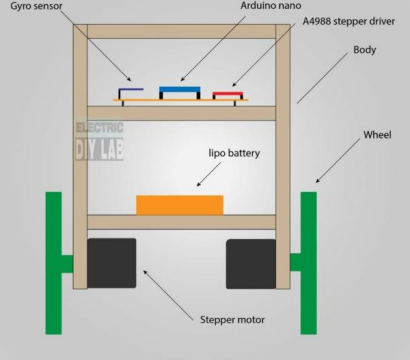 Gyro sensor
Arduino nano
A4988 stepper driver
Body
ELECTRIC
DIY LAB
Wheel
lipo battery
Stepper motor